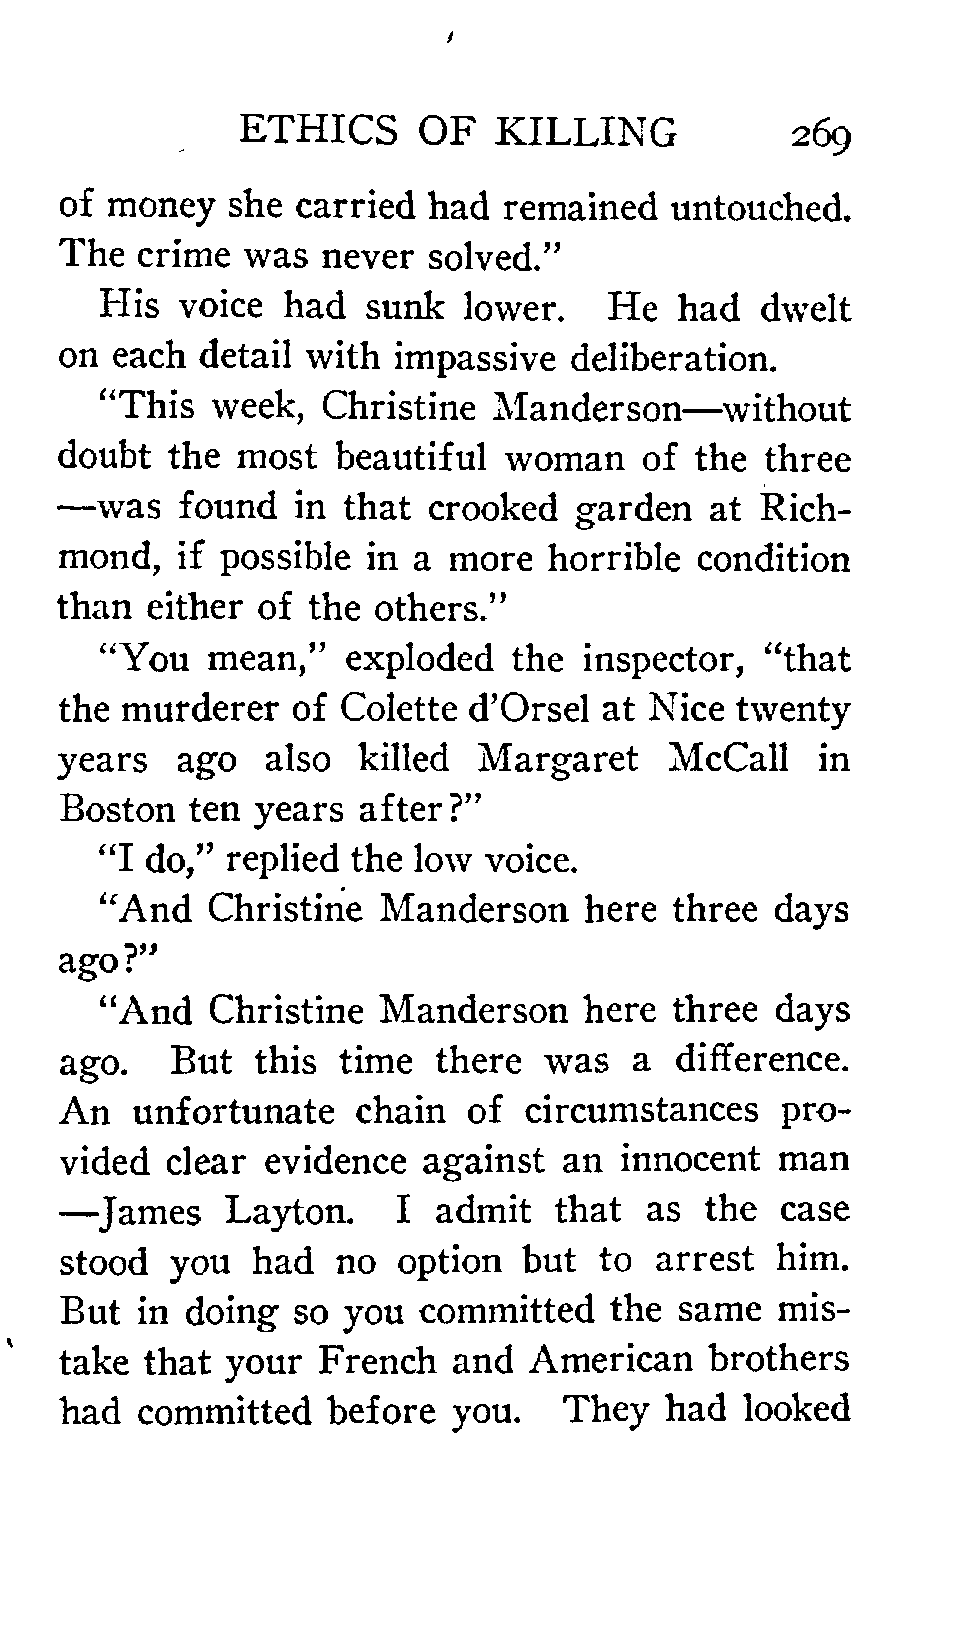 ETHICS OF KILLING 269
of money she carried had remained untouched.
The crime was never solved."
His voice had sunk lower. He had dwelt
on each detail with impassive deliberation.
"This week, Christine Manderson—without
doubt the most beautiful woman of the three
—was found in that crooked garden at Rich-
mond, if possible in a more horrible condition
than either of the others."
"You mean," exploded the inspector, "that
the murderer of Colette d'Orsel at Nice twenty
years ago also killed Margaret McCall in
Boston ten years after?"
"I do," replied the low voice.
"And Christine Manderson here three days
ago?"
"And Christine Manderson here three days
ago. But this time there was a difference.
An unfortunate chain of circumstances pro-
vided clear evidence against an innocent man
—James Layton. I admit that as the case
stood you had no option but to arrest him.
But in doing so you committed the same mis-
take that your French and American brothers
had committed before you. They had looked